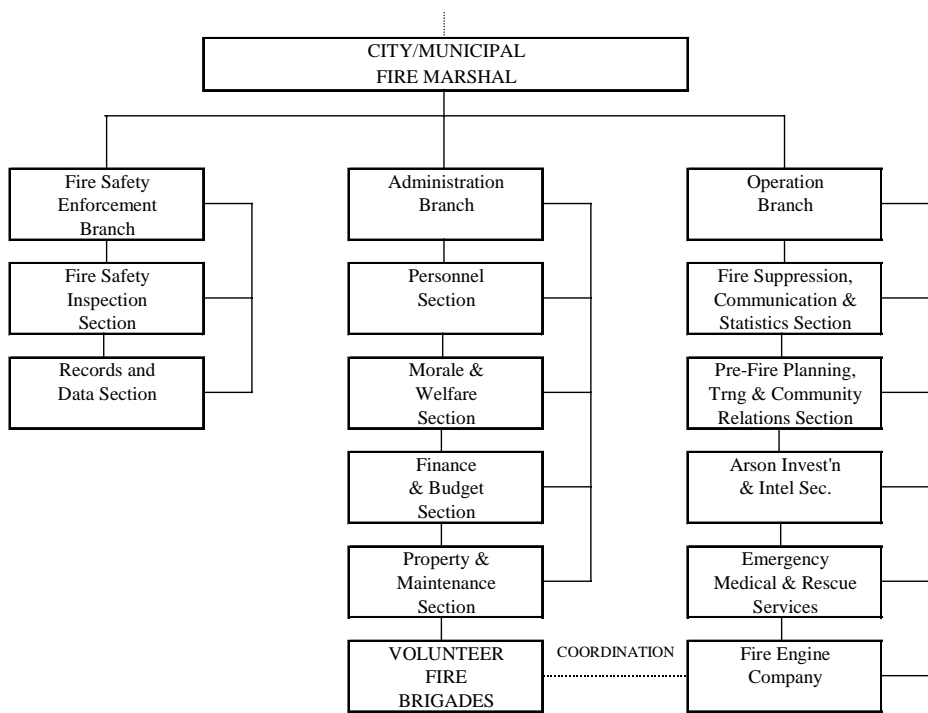 CITY/MUNICIPAL
FIRE MARSHAL
Fire Safety
Enforcement
Branch
Fire Safety
Inspection
Section
Records and
Data Section
Administration
Branch
Personnel
Section
Morale &
Welfare
Section
Finance
& Budget
Section
Property &
Maintenance
Section
VOLUNTEER
FIRE
BRIGADES
COORDINATION
Operation
Branch
Fire Suppression,
Communication &
Statistics Section
Pre-Fire Planning,
Trng & Community
Relations Section
Arson Invest'n
& Intel Sec.
Emergency
Medical & Rescue
Services
Fire Engine
Company